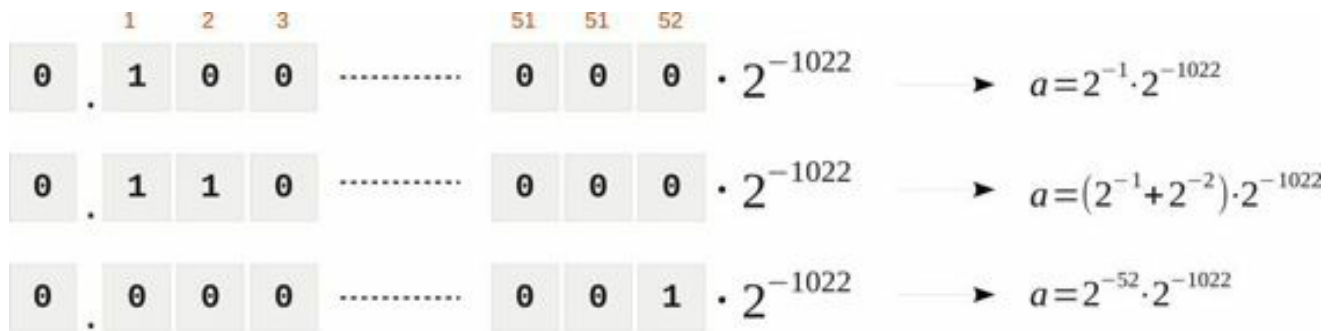 1 2 3 51 51 52
0 . 1 0 0 ·········· 0 0 0 · 2⁻¹⁰²² a=2⁻¹·2⁻¹⁰²²
0 . 1 1 0 ·········· 0 0 0 · 2⁻¹⁰²² a=(2⁻¹+2⁻²)·2⁻¹⁰²²
0 . 0 0 0 ·········· 0 0 1 · 2⁻¹⁰²² a=2⁻⁵²·2⁻¹⁰²²